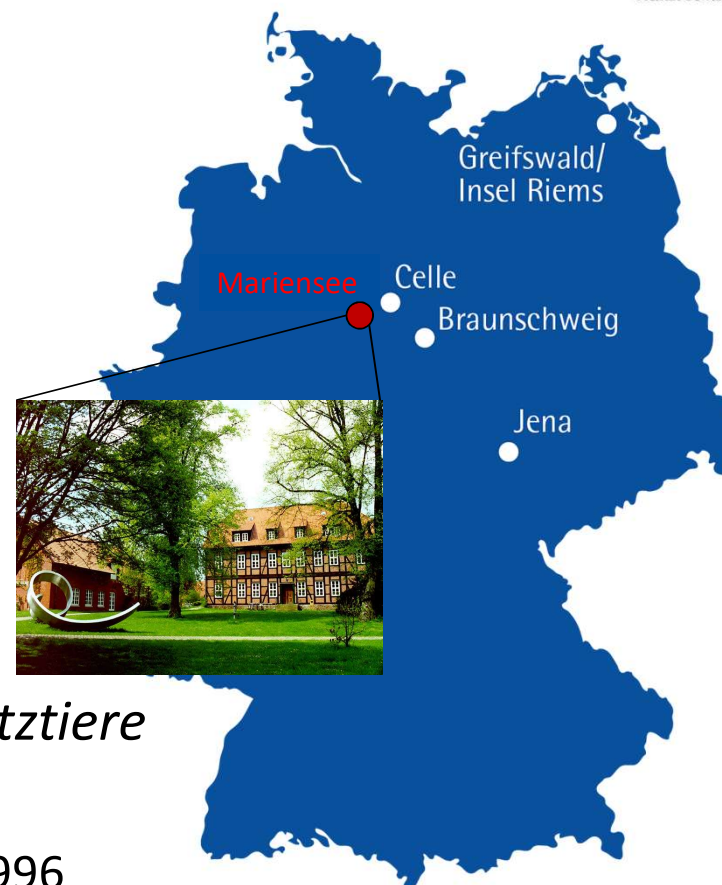 Greifswald/
Insel Riems
Mariensee
Celle
Braunschweig
Jena
tztiere
996